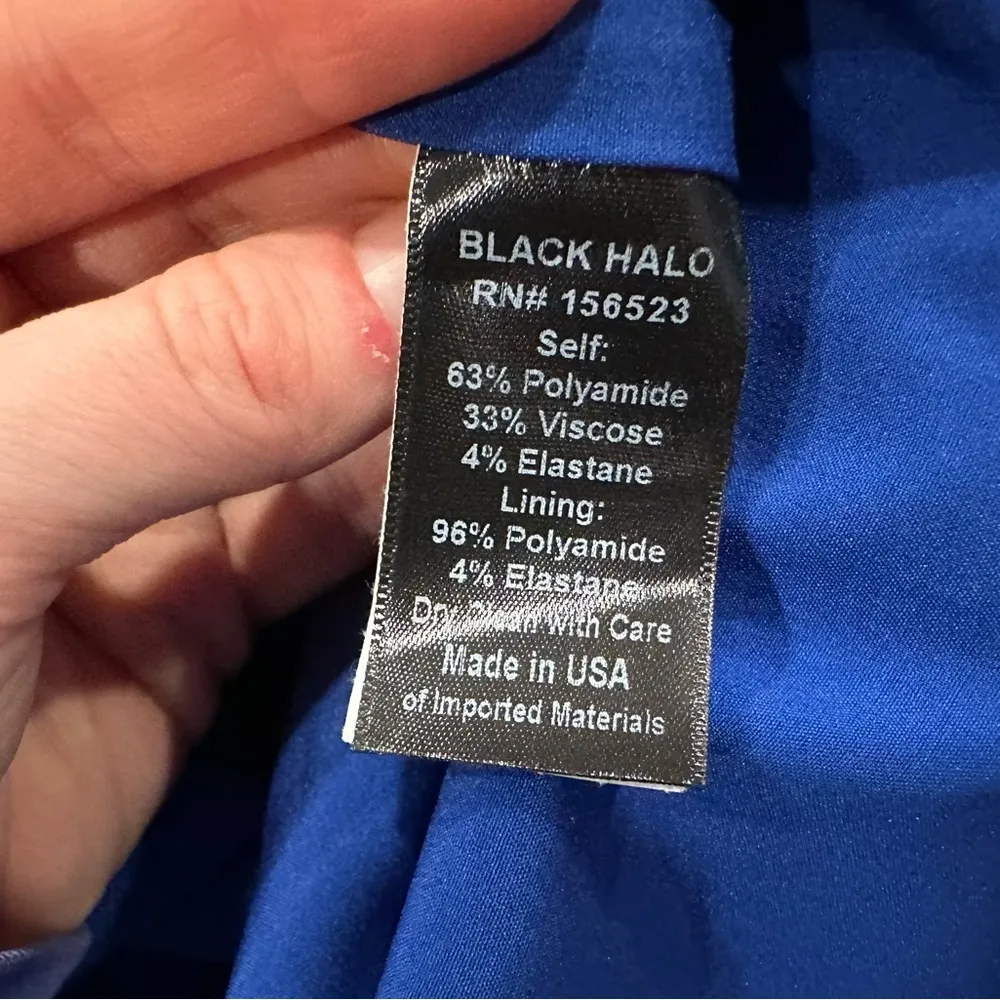 BLACK HALO
RN# 156523
Self:
63% Polyamide
33% Viscose
4% Elastane
Lining:
96% Polyamide
4% Elastane
Dry Clean With Care
Made in USA
of Imported Materials